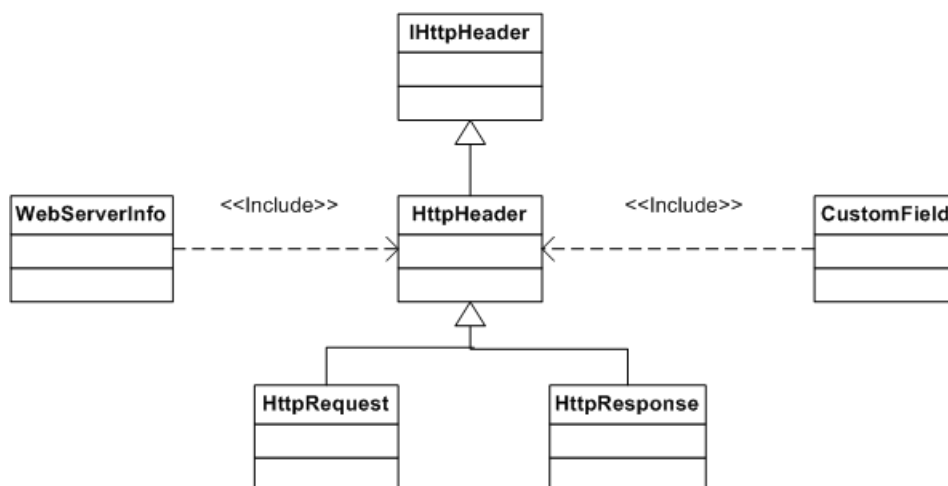 IHttpHeader
WebServerInfo
<<Include>>
HttpHeader
<<Include>>
CustomField
HttpRequest
HttpResponse